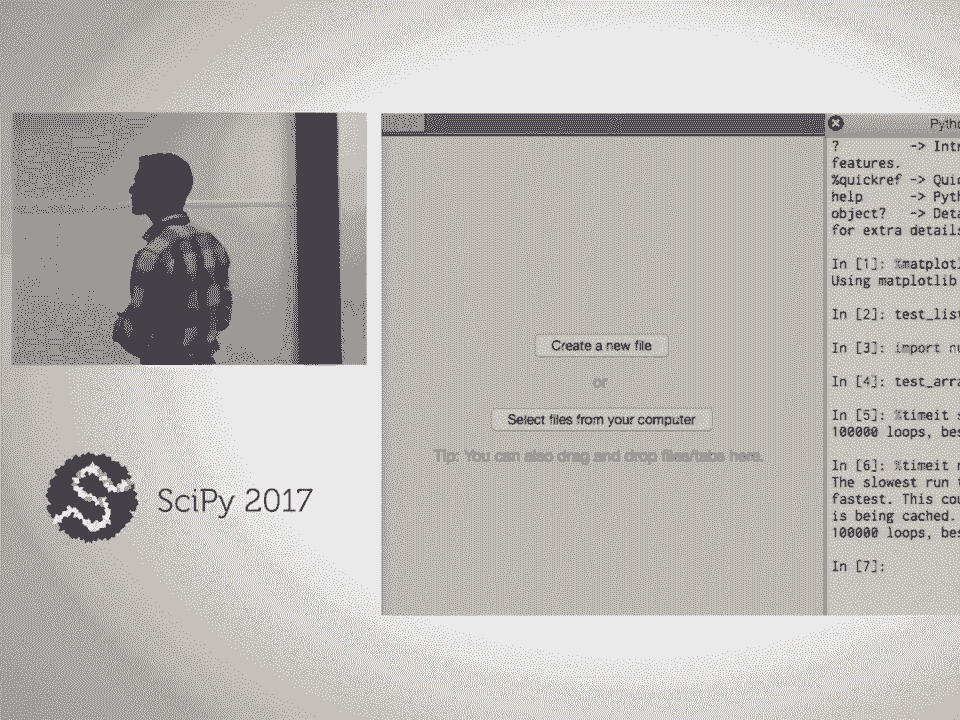 SciPy 2017
Create a new file
or
Select files from your computer
Tip: You can also drag and drop files/tabs here.
Pytho
? -> Intr
features.
%quickref -> Quic
help -> Pyth
object? -> Deta
for extra details
In [1]: %matplotl
Using matplotlib
In [2]: test_list
In [3]: import nu
In [4]: test_arra
In [5]: %timeit s
100000 loops, bes
In [6]: %timeit n
The slowest run t
fastest. This cou
is being cached.
100000 loops, bes
In [7]: